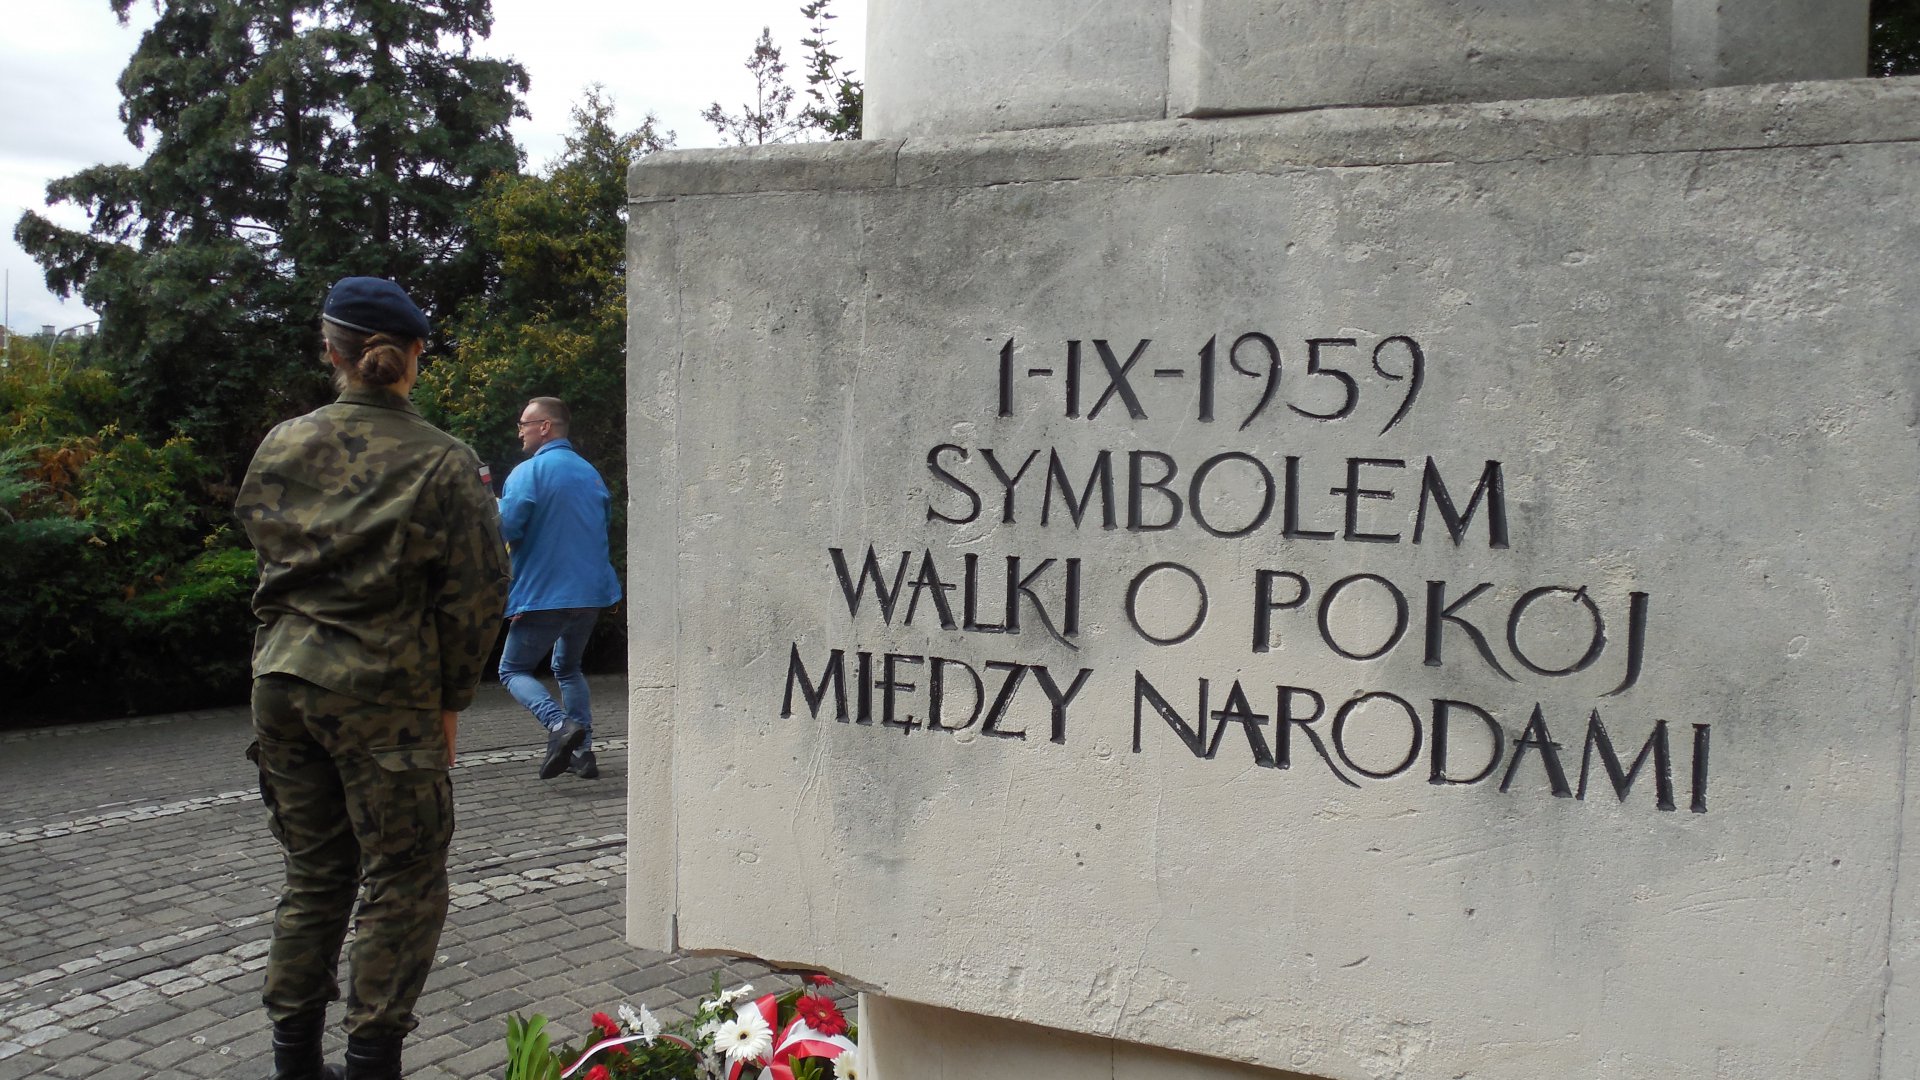 1-IX-1959
SYMBOLEM
WALKI O POKÓJ
MIĘDZY NARODAMI